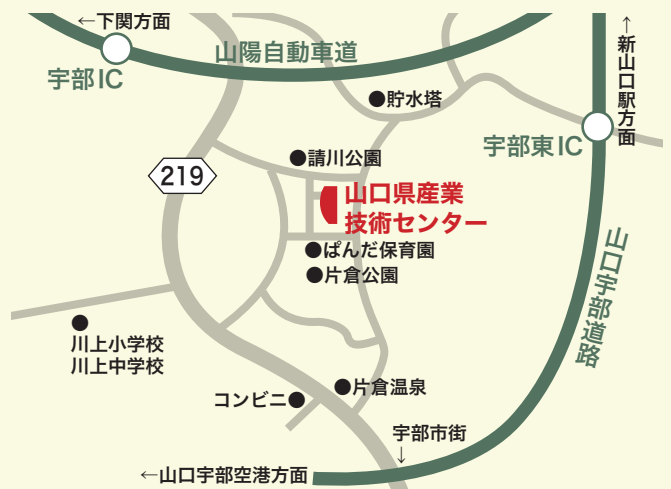 ←下関方面
山陽自動車道
宇部IC
↑新山口駅方面
●貯水塔
宇部東IC
●請川公園
219
山口県産業
技術センター
●ぱんだ保育園
●片倉公園
山口宇部道路
●
川上小学校
川上中学校
●片倉温泉
コンビニ●
宇部市街
↓
←山口宇部空港方面